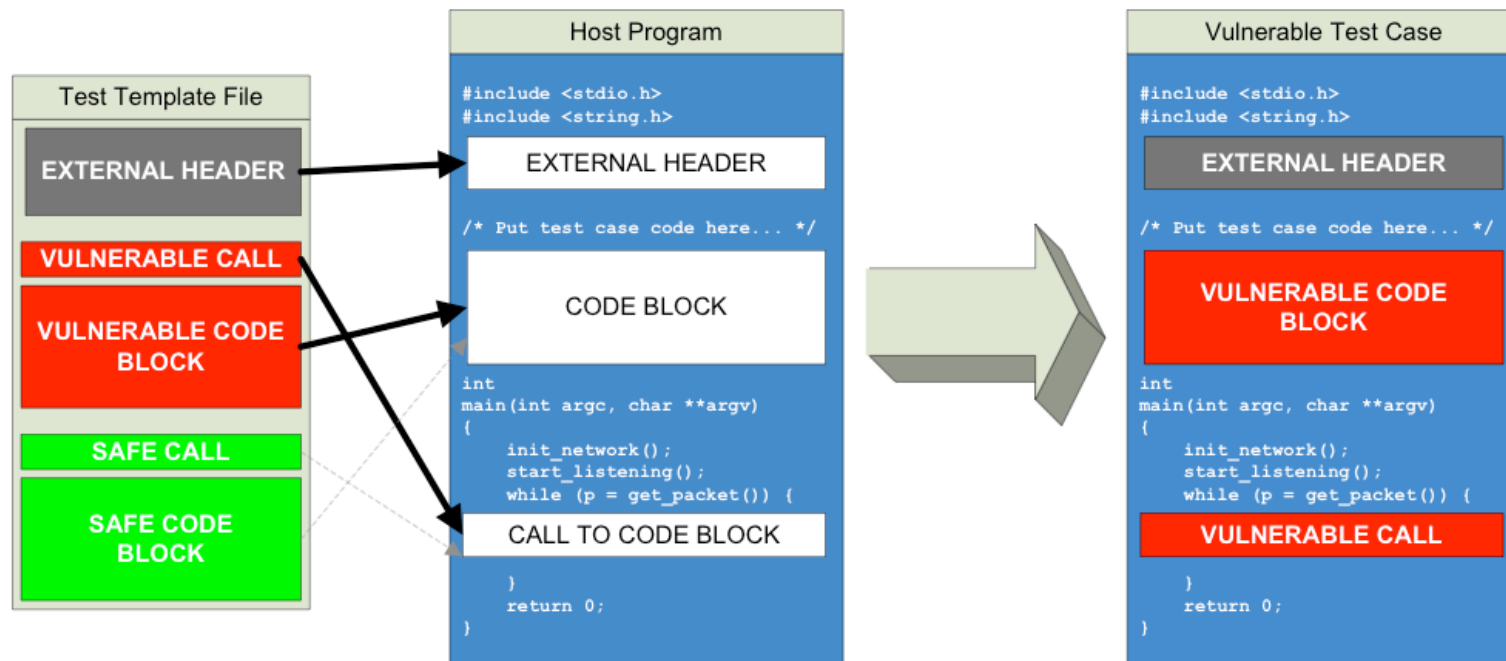 Test Template File
EXTERNAL HEADER
VULNERABLE CALL
VULNERABLE CODE
BLOCK
SAFE CALL
SAFE CODE
BLOCK
Host Program
#include <stdio.h>
#include <string.h>
EXTERNAL HEADER
/* Put test case code here... */
CODE BLOCK
int
main(int argc, char **argv)
{
    init_network();
    start_listening();
    while (p = get_packet()) {
CALL TO CODE BLOCK
    }
    return 0;
}
Vulnerable Test Case
#include <stdio.h>
#include <string.h>
EXTERNAL HEADER
/* Put test case code here... */
VULNERABLE CODE
BLOCK
int
main(int argc, char **argv)
{
    init_network();
    start_listening();
    while (p = get_packet()) {
VULNERABLE CALL
    }
    return 0;
}